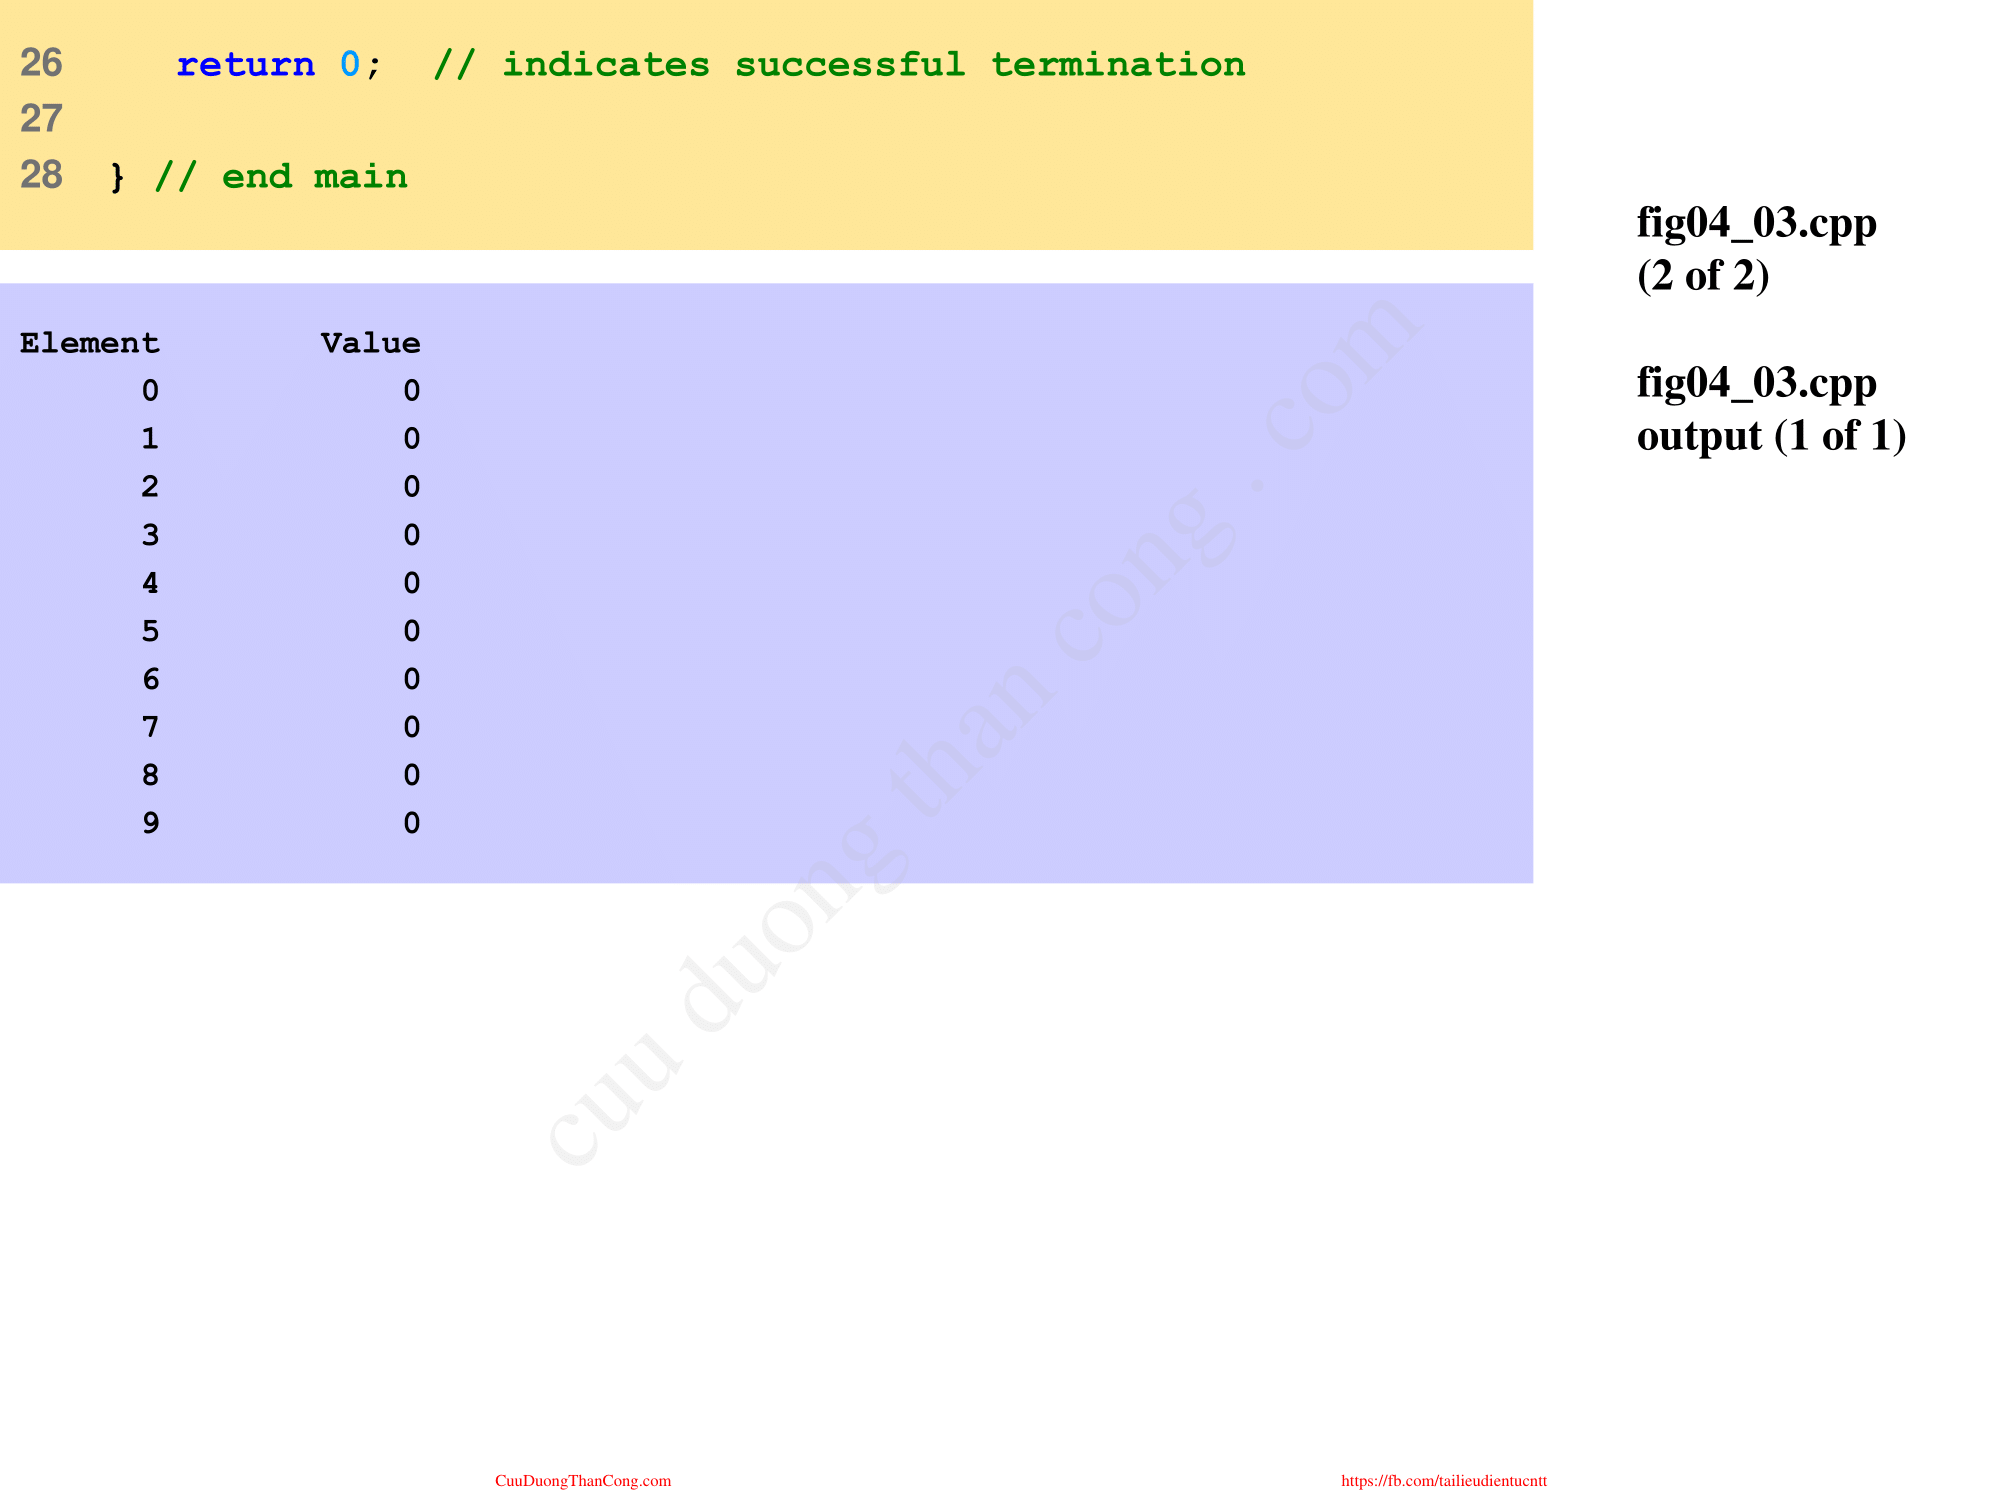 26     return 0;  // indicates successful termination
27
28  } // end main
fig04_03.cpp
(2 of 2)
fig04_03.cpp
output (1 of 1)
Element       Value
0            0
1            0
2            0
3            0
4            0
5            0
6            0
7            0
8            0
9            0
cuu duong than cong . com
CuuDuongThanCong.com
https://fb.com/tailieudientucntt